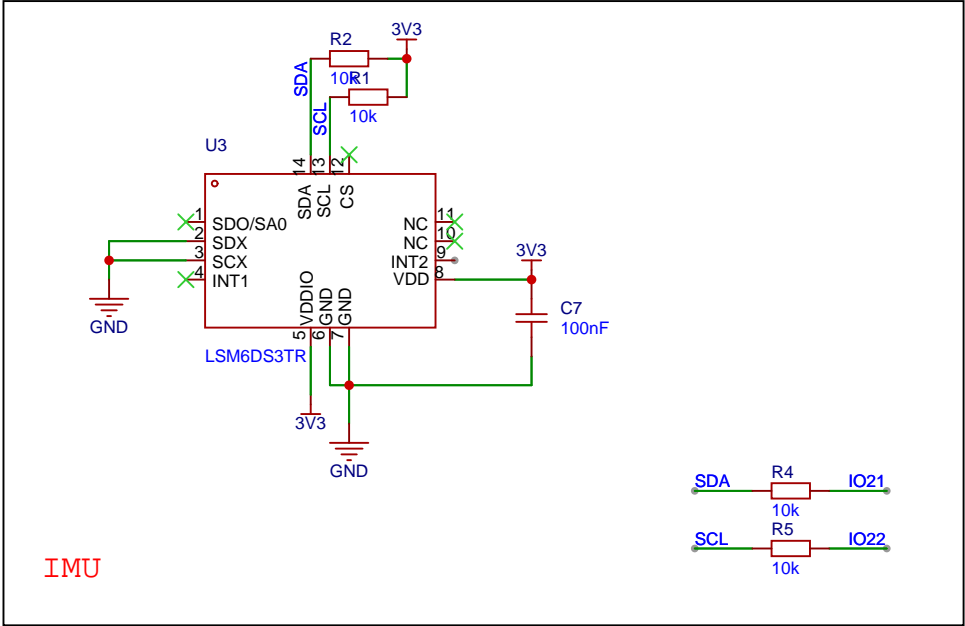 3V3
R2
10k
R1
10k
SDA
SCL
U3
14
13
12
SDA
SCL
CS
1
SDO/SA0
2
SDX
3
SCX
4
INT1
11
NC
10
NC
9
INT2
8
VDD
VDDIO
GND
GND
5
6
7
LSM6DS3TR
GND
3V3
C7
100nF
3V3
GND
SDA
R4
IO21
10k
SCL
R5
IO22
10k
IMU